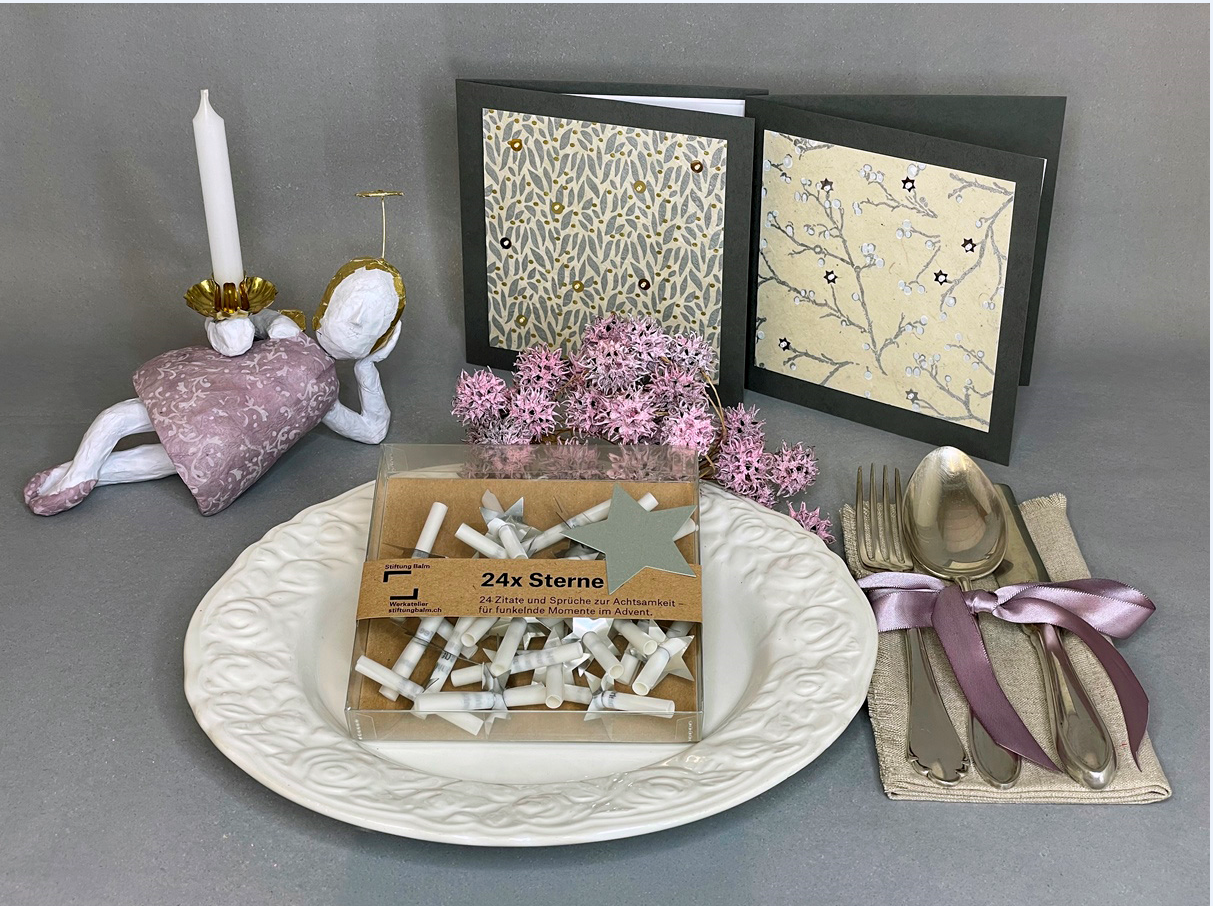 Stiftung Balm
Werkatelier
stiftungbalm.ch
24x Sterne
24 Zitate und Sprüche zur Achtsamkeit –
für funkelnde Momente im Advent.